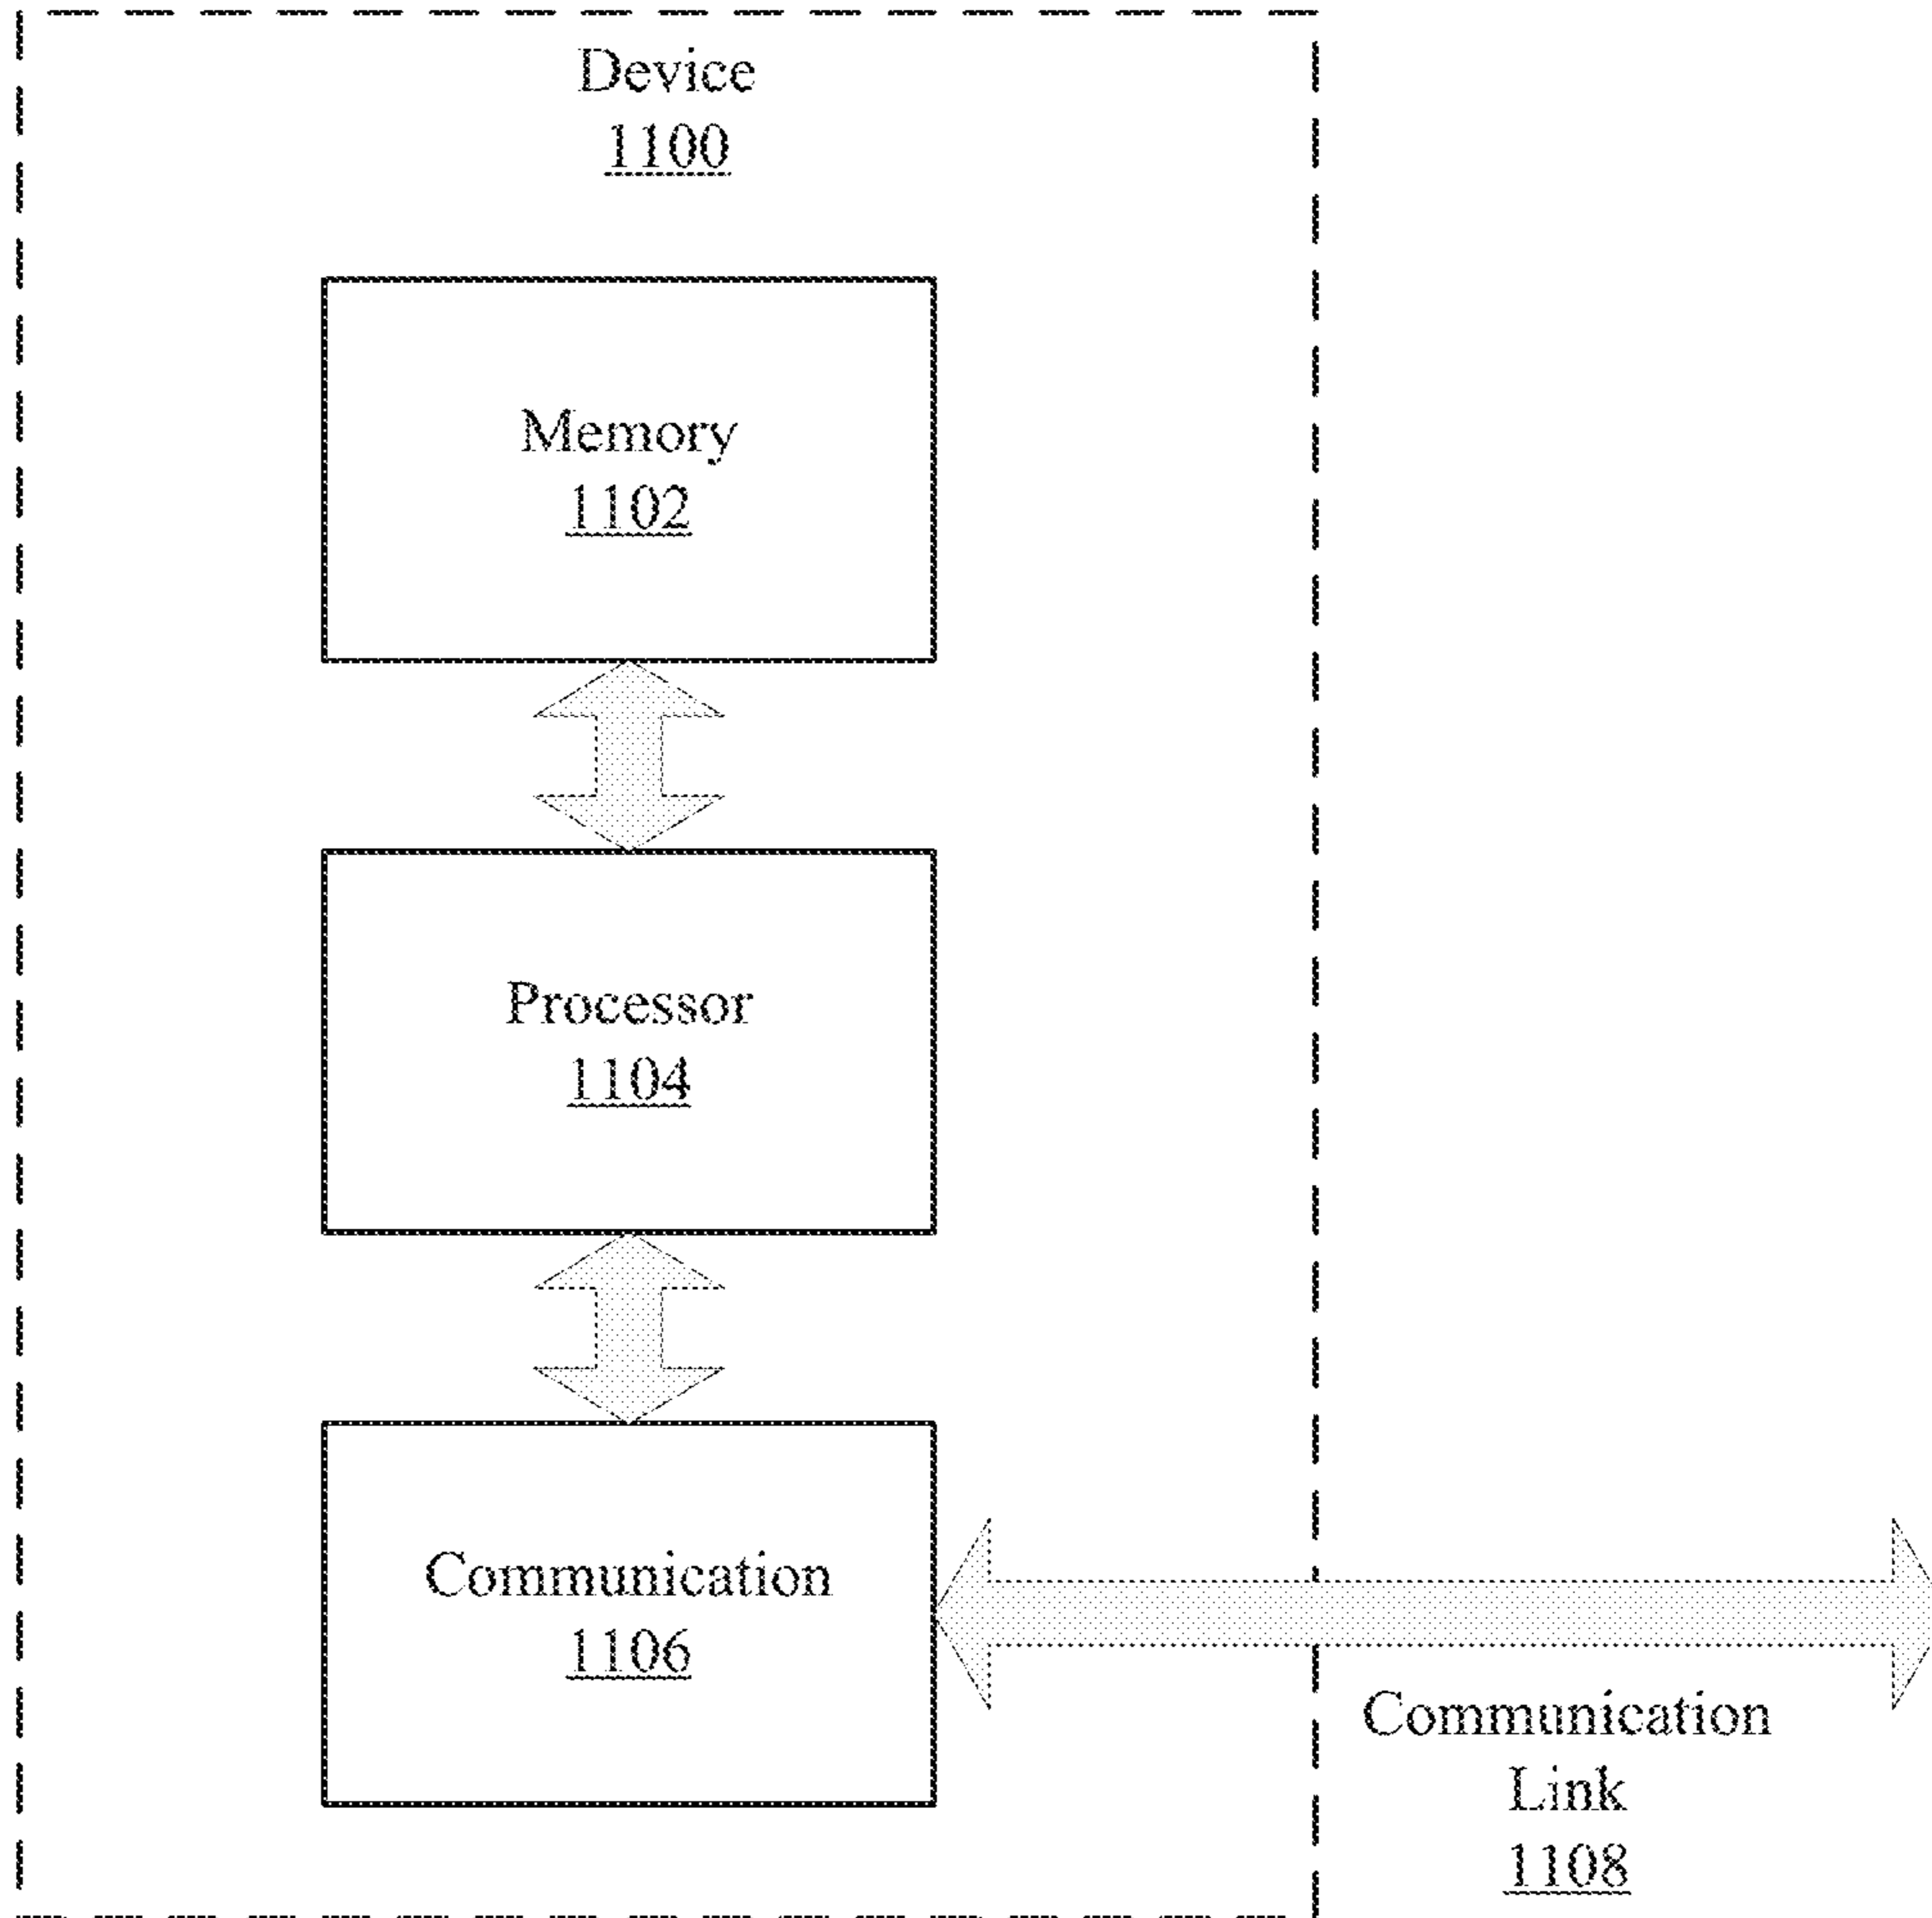 Device
1100
Memory
1102
Processor
1104
Communication
1106
Communication
Link
1108